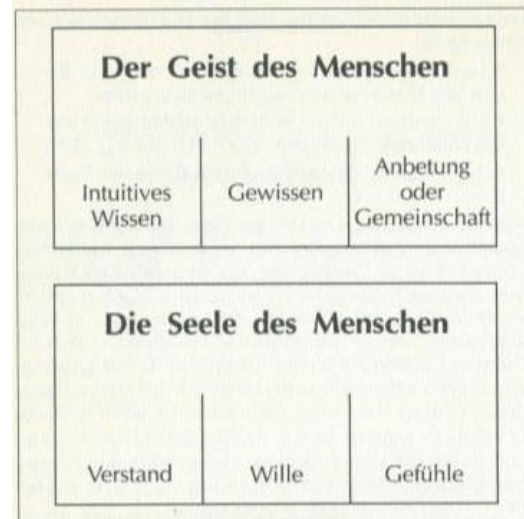 Der Geist des Menschen
Intuitives
Wissen
Gewissen
Anbetung
oder
Gemeinschaft
Die Seele des Menschen
Verstand
Wille
Gefühle